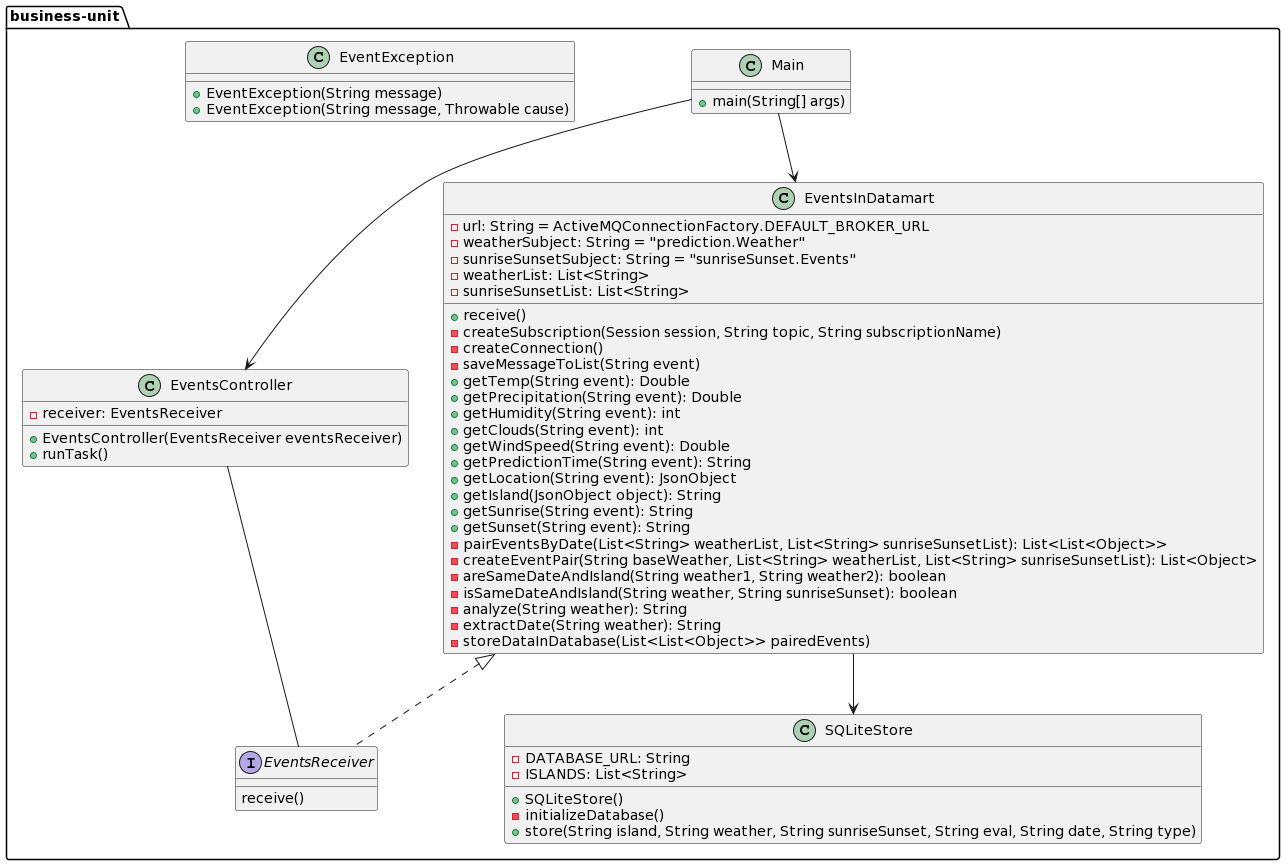 business-unit
C EventException
EventException(String message)
EventException(String message, Throwable cause)
C Main
main(String[] args)
C EventsInDatamart
url: String = ActiveMQConnectionFactory.DEFAULT_BROKER_URL
weatherSubject: String = "prediction.Weather"
sunriseSunsetSubject: String = "sunriseSunset.Events"
weatherList: List<String>
sunriseSunsetList: List<String>
receive()
createSubscription(Session session, String topic, String subscriptionName)
createConnection()
saveMessageToList(String event)
getTemp(String event): Double
getPrecipitation(String event): Double
getHumidity(String event): int
getClouds(String event): int
getWindSpeed(String event): Double
getPredictionTime(String event): String
getLocation(String event): JsonObject
getIsland(JsonObject object): String
getSunrise(String event): String
getSunset(String event): String
pairEventsByDate(List<String> weatherList, List<String> sunriseSunsetList): List<List<Object>>
createEventPair(String baseWeather, List<String> weatherList, List<String> sunriseSunsetList): List<Object>
areSameDateAndIsland(String weather1, String weather2): boolean
isSameDateAndIsland(String weather, String sunriseSunset): boolean
analyze(String weather): String
extractDate(String weather): String
storeDataInDatabase(List<List<Object>> pairedEvents)
C EventsController
receiver: EventsReceiver
EventsController(EventsReceiver eventsReceiver)
runTask()
I EventsReceiver
receive()
C SQLiteStore
DATABASE_URL: String
ISLANDS: List<String>
SQLiteStore()
initializeDatabase()
store(String island, String weather, String sunriseSunset, String eval, String date, String type)